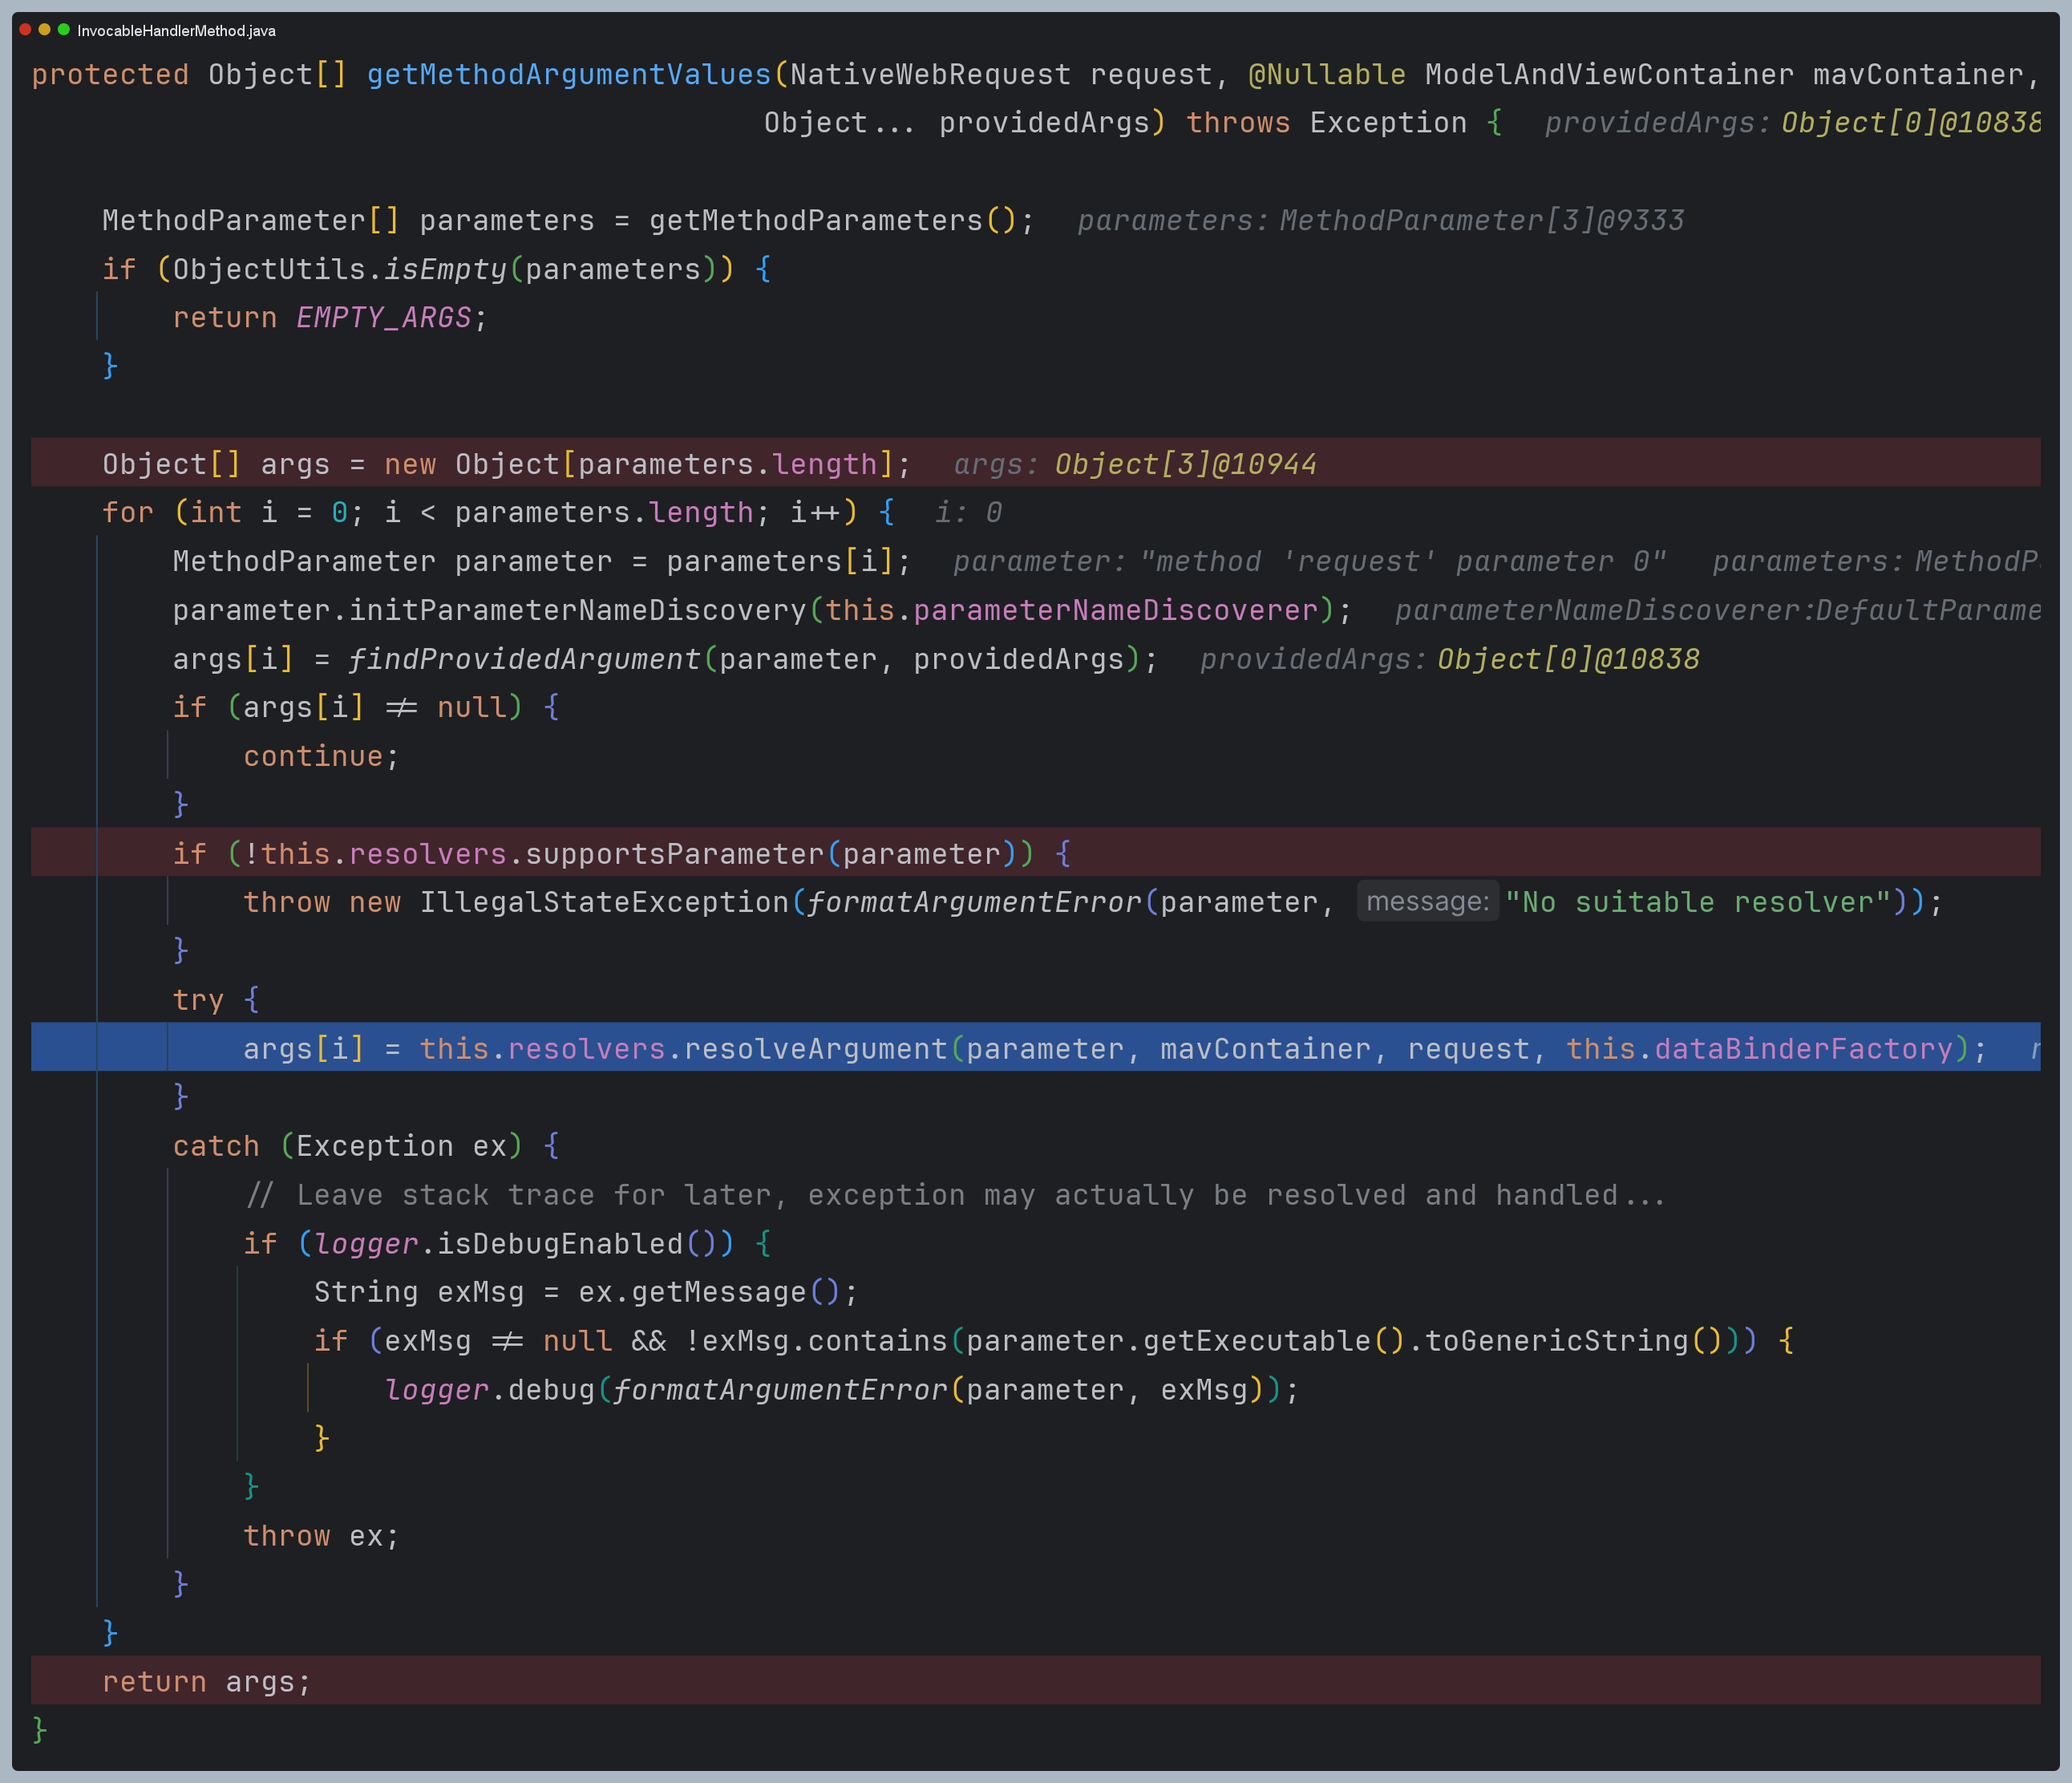 InvocableHandlerMethod.java
protected Object[] getMethodArgumentValues(NativeWebRequest request, @Nullable ModelAndViewContainer mavContainer,
Object... providedArgs) throws Exception { providedArgs: Object[0]@10838
MethodParameter[] parameters = getMethodParameters(); parameters: MethodParameter[3]@9333
if (ObjectUtils.isEmpty(parameters)) {
return EMPTY_ARGS;
}
Object[] args = new Object[parameters.length]; args: Object[3]@10944
for (int i = 0; i < parameters.length; i++) { i: 0
MethodParameter parameter = parameters[i]; parameter: "method 'request' parameter 0" parameters: MethodP
parameter.initParameterNameDiscovery(this.parameterNameDiscoverer); parameterNameDiscoverer:DefaultParame
args[i] = findProvidedArgument(parameter, providedArgs); providedArgs: Object[0]@10838
if (args[i] != null) {
continue;
}
if (!this.resolvers.supportsParameter(parameter)) {
throw new IllegalStateException(formatArgumentError(parameter, message: "No suitable resolver"));
}
try {
args[i] = this.resolvers.resolveArgument(parameter, mavContainer, request, this.dataBinderFactory);
}
catch (Exception ex) {
// Leave stack trace for later, exception may actually be resolved and handled...
if (logger.isDebugEnabled()) {
String exMsg = ex.getMessage();
if (exMsg != null && !exMsg.contains(parameter.getExecutable().toGenericString())) {
logger.debug(formatArgumentError(parameter, exMsg));
}
}
throw ex;
}
}
return args;
}